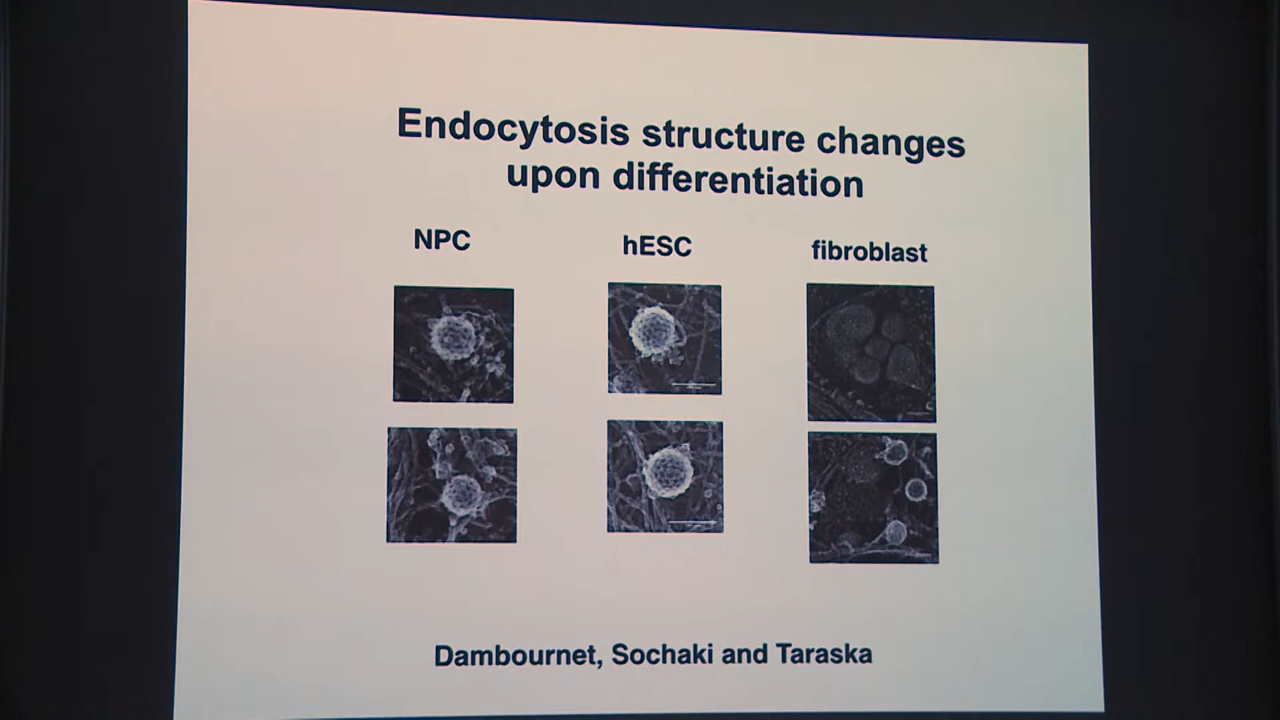 Endocytosis structure changes
upon differentiation
NPC
hESC
fibroblast
Dambournet, Sochaki and Taraska